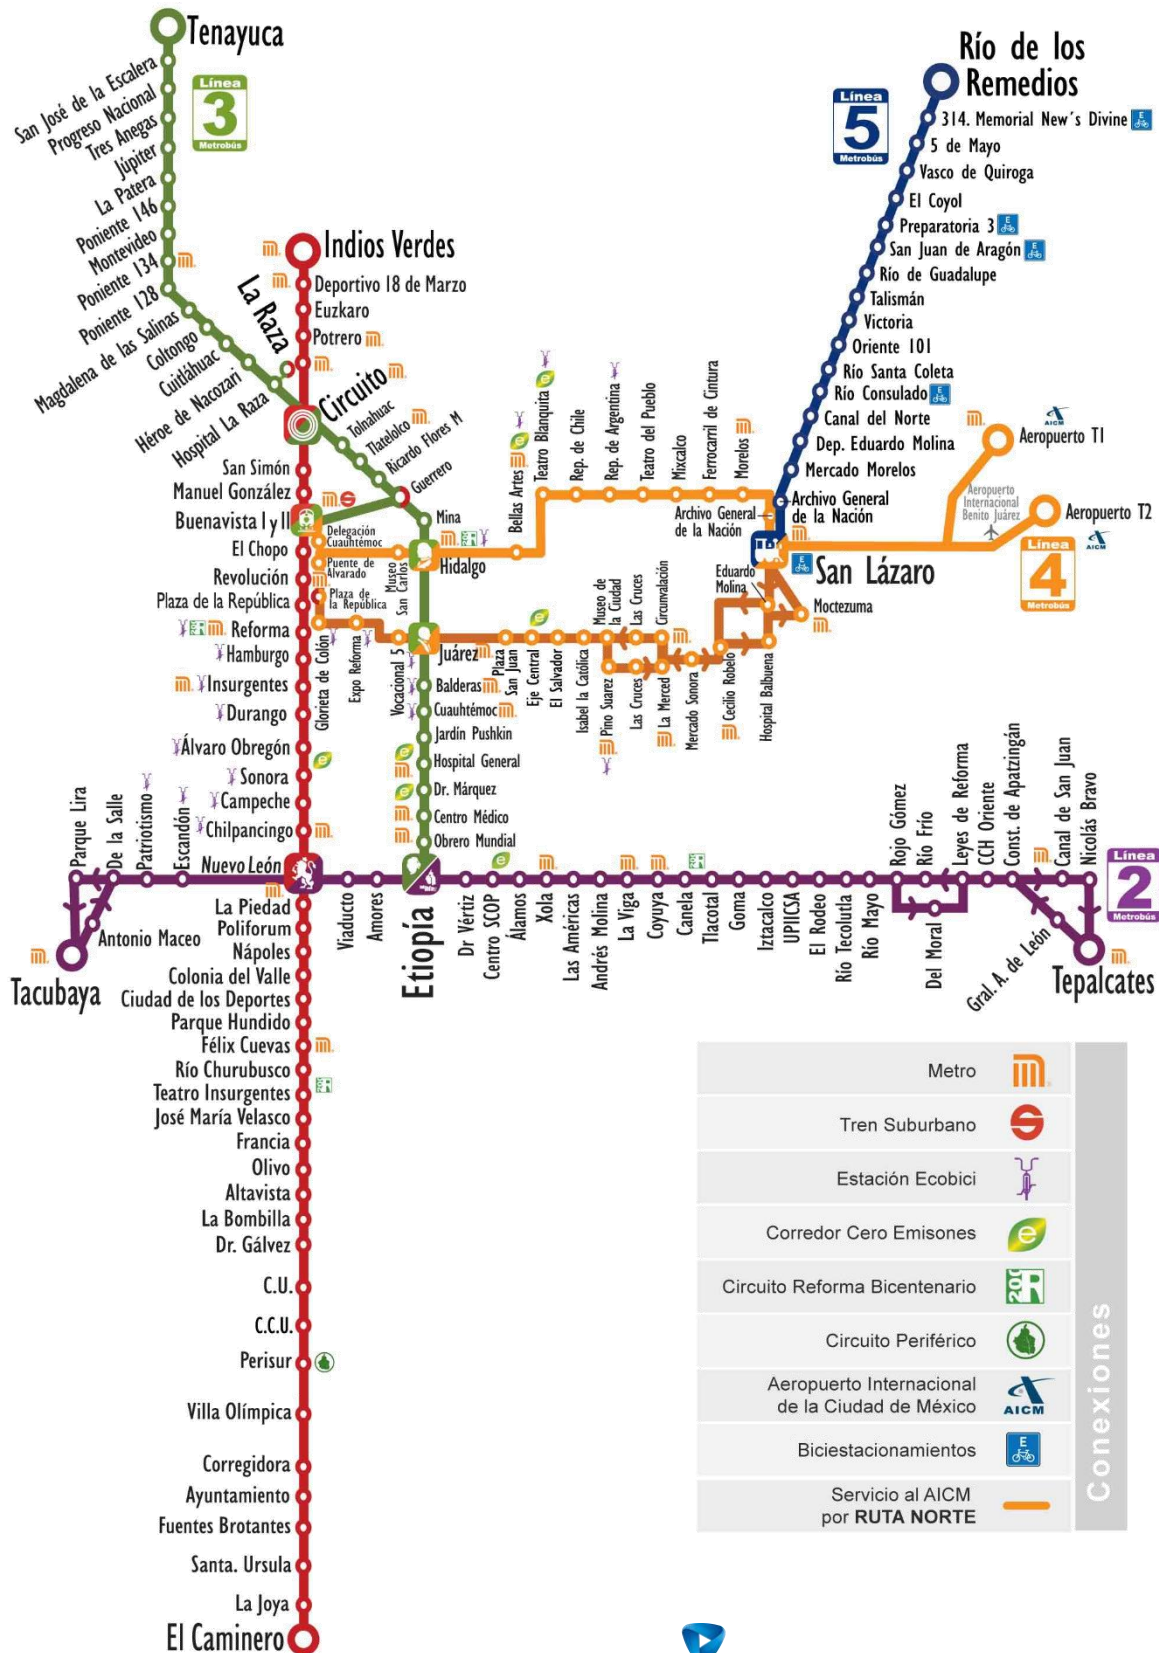 Tenayuca
San José de la Escalera
Progreso Nacional
Tres Anegas
Júpiter
La Patera
Poniente 146
Montevideo
Poniente 134
Poniente 128
Magdalena de las Salinas
Coltongo
Cuitláhuac
Héroe de Nacozari
Hospital La Raza
Línea
3
Metrobús
La Raza
Circuito
Tolnahuac
Tlatelolco
Ricardo Flores M
Guerrero
Mina
Hidalgo
Juárez
Balderas
Cuauhtémoc
Jardín Pushkin
Hospital General
Dr. Márquez
Centro Médico
Obrero Mundial
Etiopía
Indios Verdes
Deportivo 18 de Marzo
Euzkaro
Potrero
San Simón
Manuel González
Buenavista I y II
El Chopo
Revolución
Plaza de la República
Reforma
Hamburgo
Insurgentes
Durango
Álvaro Obregón
Sonora
Campeche
Chilpancingo
Nuevo León
La Piedad
Poliforum
Nápoles
Colonia del Valle
Ciudad de los Deportes
Parque Hundido
Félix Cuevas
Río Churubusco
Teatro Insurgentes
José María Velasco
Francia
Olivo
Altavista
La Bombilla
Dr. Gálvez
C.U.
C.C.U.
Perisur
Villa Olímpica
Corregidora
Ayuntamiento
Fuentes Brotantes
Santa. Ursula
La Joya
El Caminero
Río de los
Remedios
Línea
5
Metrobús
314. Memorial New´s Divine
5 de Mayo
Vasco de Quiroga
El Coyol
Preparatoria 3
San Juan de Aragón
Río de Guadalupe
Talismán
Victoria
Oriente 101
Río Santa Coleta
Río Consulado
Canal del Norte
Dep. Eduardo Molina
Mercado Morelos
Archivo General
de la Nación
San Lázaro
Delegación
Cuauhtémoc
Puente de
Alvarado
Plaza de
la República
Museo
San Carlos
Bellas Artes
Teatro Blanquita
Rep. de Chile
Rep. de Argentina
Teatro del Pueblo
Mixcalco
Ferrocarril de Cintura
Morelos
Archivo General
de la Nación
Aeropuerto T1
AICM
Aeropuerto
Internacional
Benito Juárez
Aeropuerto T2
AICM
Línea
4
Metrobús
Glorieta de Colón
Expo Reforma
Vocacional 5
Plaza
San Juan
Eje Central
El Salvador
Isabel la Católica
Museo de
la Ciudad
Las Cruces
Circunvalación
Pino Suarez
Las Cruces
La Merced
Mercado Sonora
Cecilio Robelo
Eduardo
Molina
Hospital Balbuena
Moctezuma
Tacubaya
Parque Lira
De la Salle
Antonio Maceo
Patriotismo
Escandón
Viaducto
Amores
Dr Vértiz
Centro SCOP
Álamos
Xola
Las Américas
Andrés Molina
La Viga
Coyuya
Canela
Tlacotal
Goma
Iztacalco
UPIICSA
El Rodeo
Río Tecolutla
Río Mayo
Rojo Gómez
Río Frío
Del Moral
Leyes de Reforma
CCH Oriente
Const. de Apatzingán
Canal de San Juan
Nicolás Bravo
Gral. A. de León
Tepalcates
Línea
2
Metrobús
Metro
Tren Suburbano
Estación Ecobici
Corredor Cero Emisones
Circuito Reforma Bicentenario
Circuito Periférico
Aeropuerto Internacional
de la Ciudad de México
AICM
Biciestacionamientos
Servicio al AICM
por RUTA NORTE
Conexiones